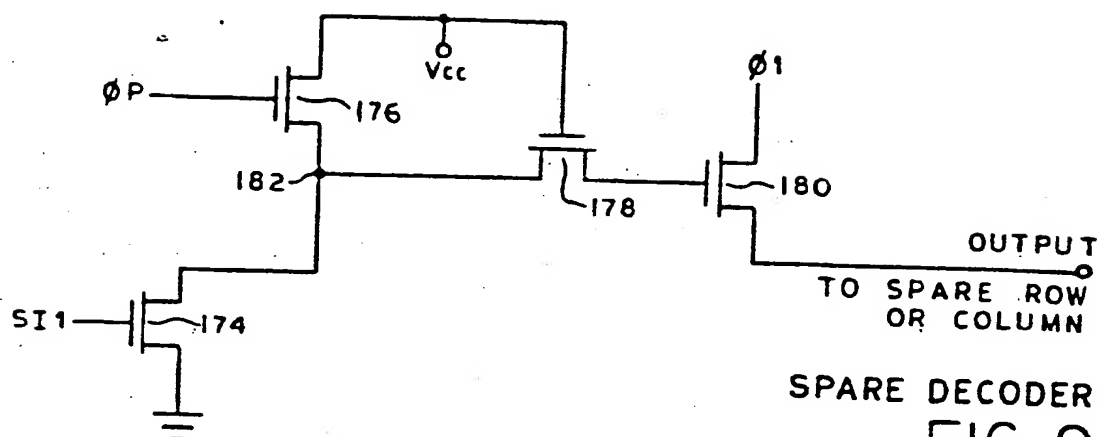 Vcc
ØP
176
Ø1
182
178
180
OUTPUT
TO SPARE ROW
OR COLUMN
SI1
174
SPARE DECODER